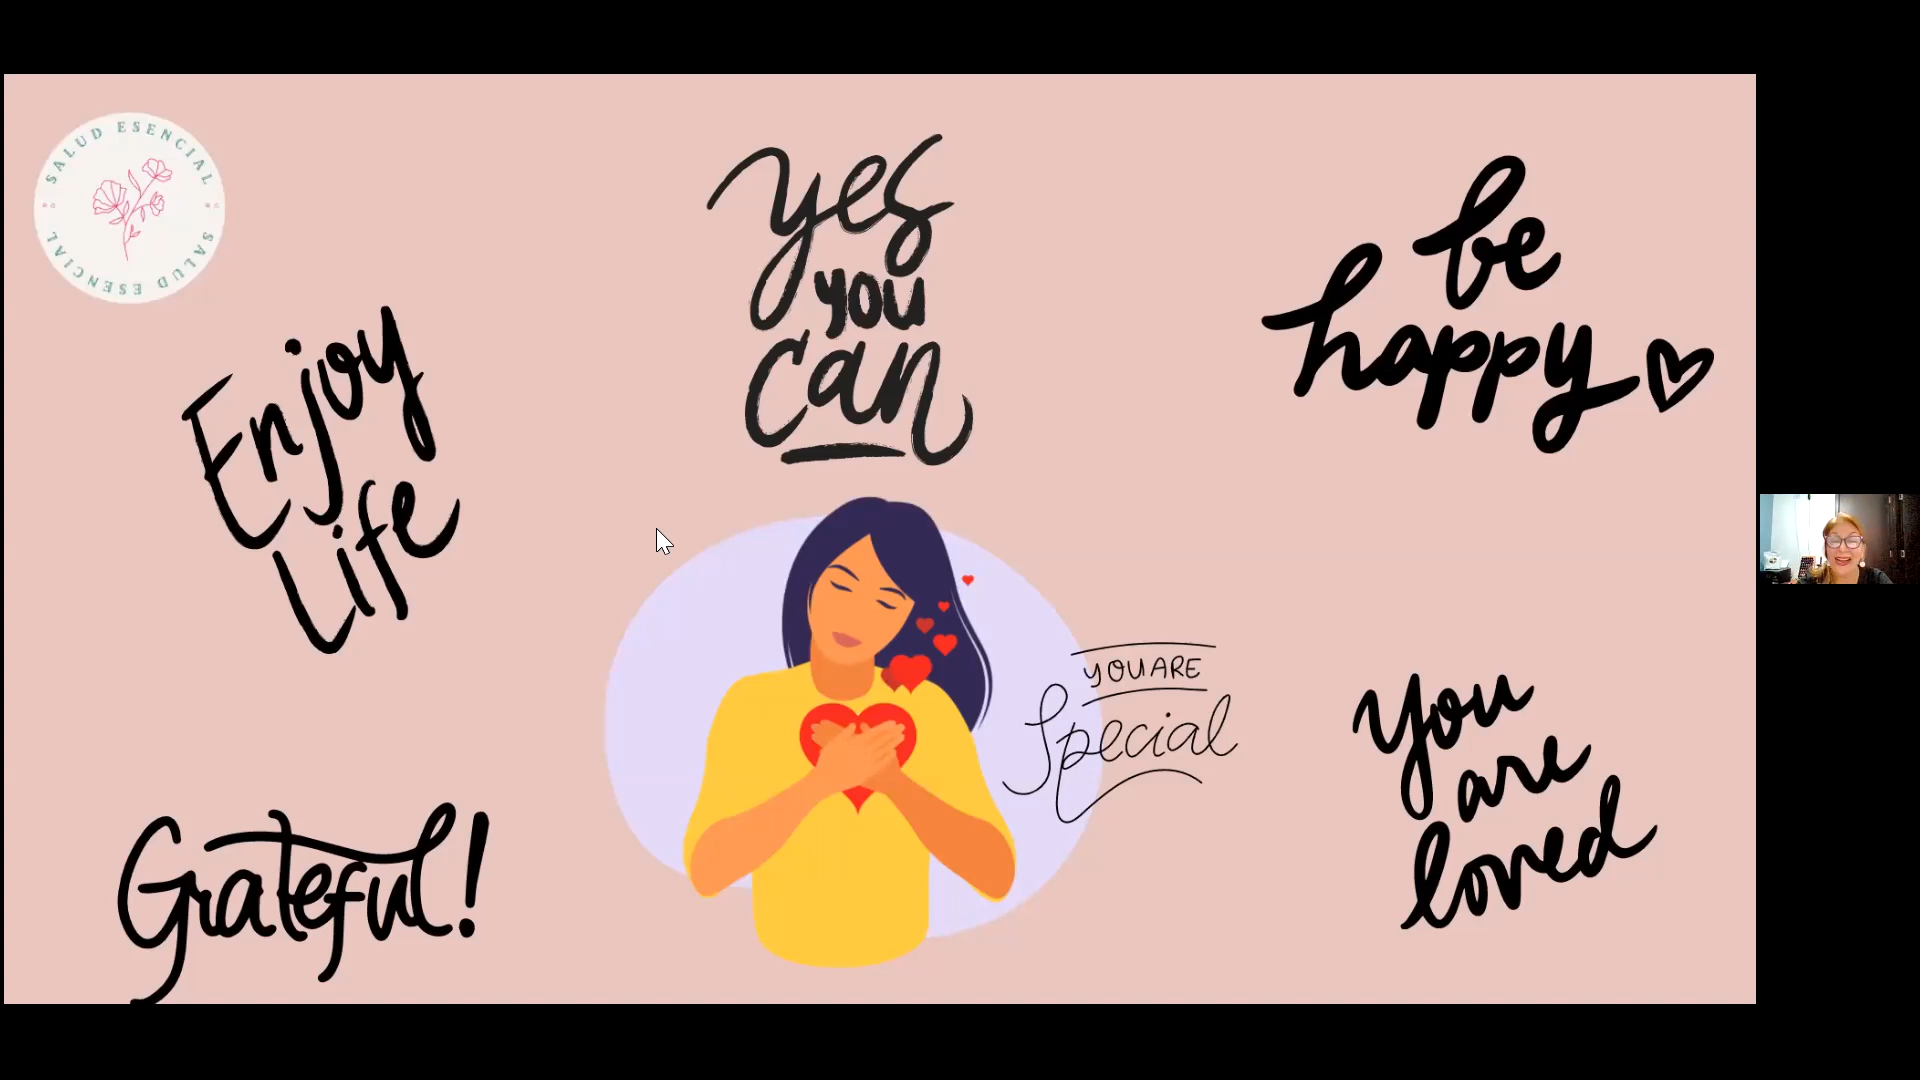 SALUD ESENCIAL
SALUD ESENCIAL
yes
you
can
be
happy
Enjoy
Life
YOU ARE
Special
You
are
loved
Grateful!